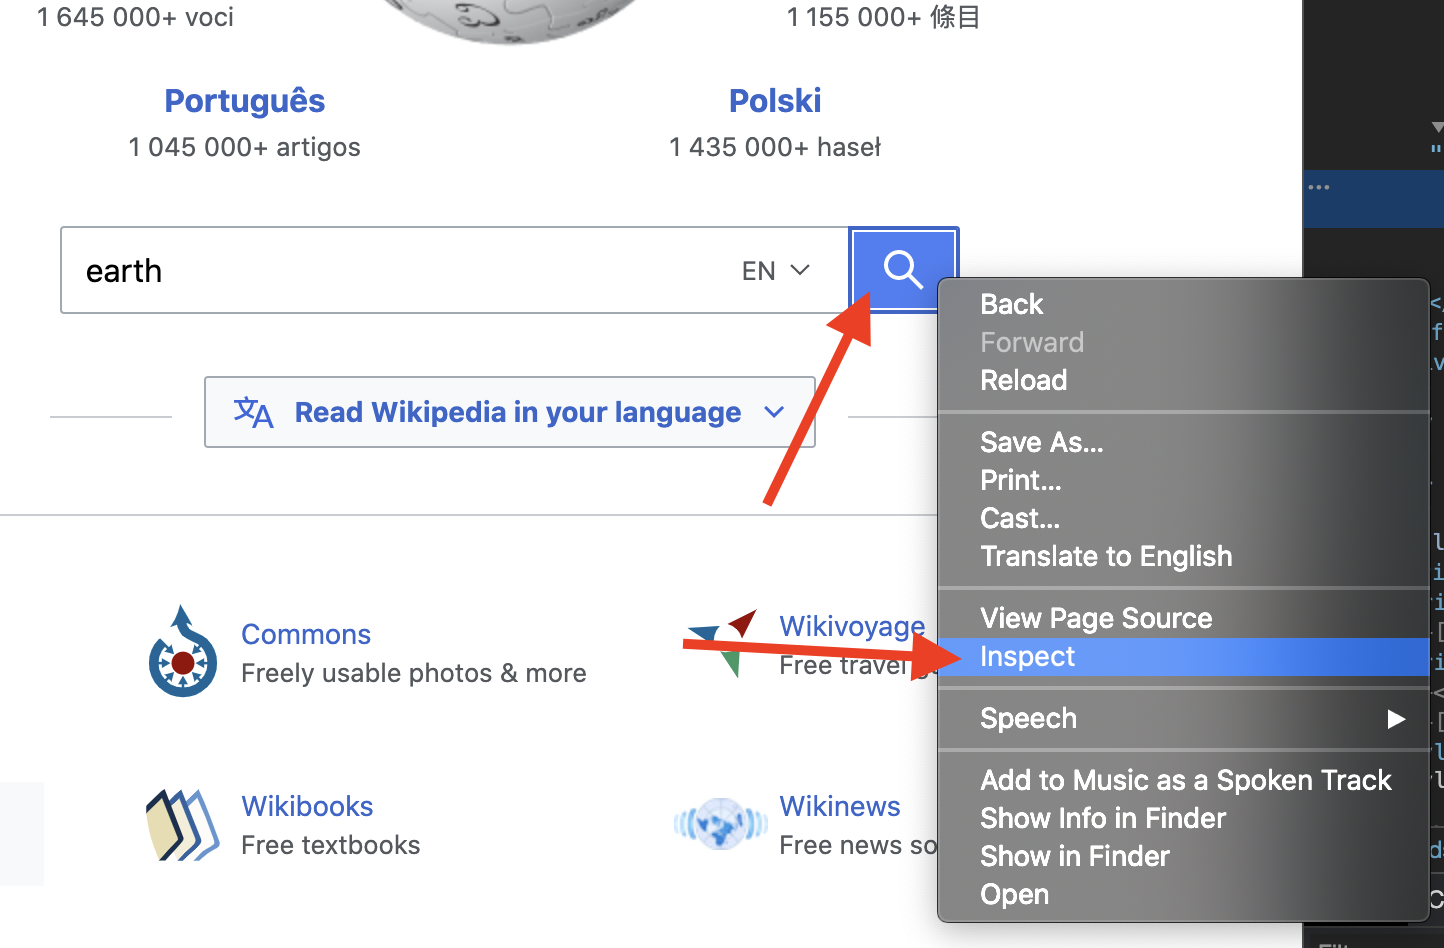 1 645 000+ voci
1 155 000+ 條目
Português
Polski
1 045 000+ artigos
1 435 000+ haseł
earth
EN
Read Wikipedia in your language
Commons
Freely usable photos & more
Wikivoyage
Free travel
Wikibooks
Free textbooks
Wikinews
Free news so
Back
Forward
Reload
Save As...
Print...
Cast...
Translate to English
View Page Source
Inspect
Speech
Add to Music as a Spoken Track
Show Info in Finder
Show in Finder
Open